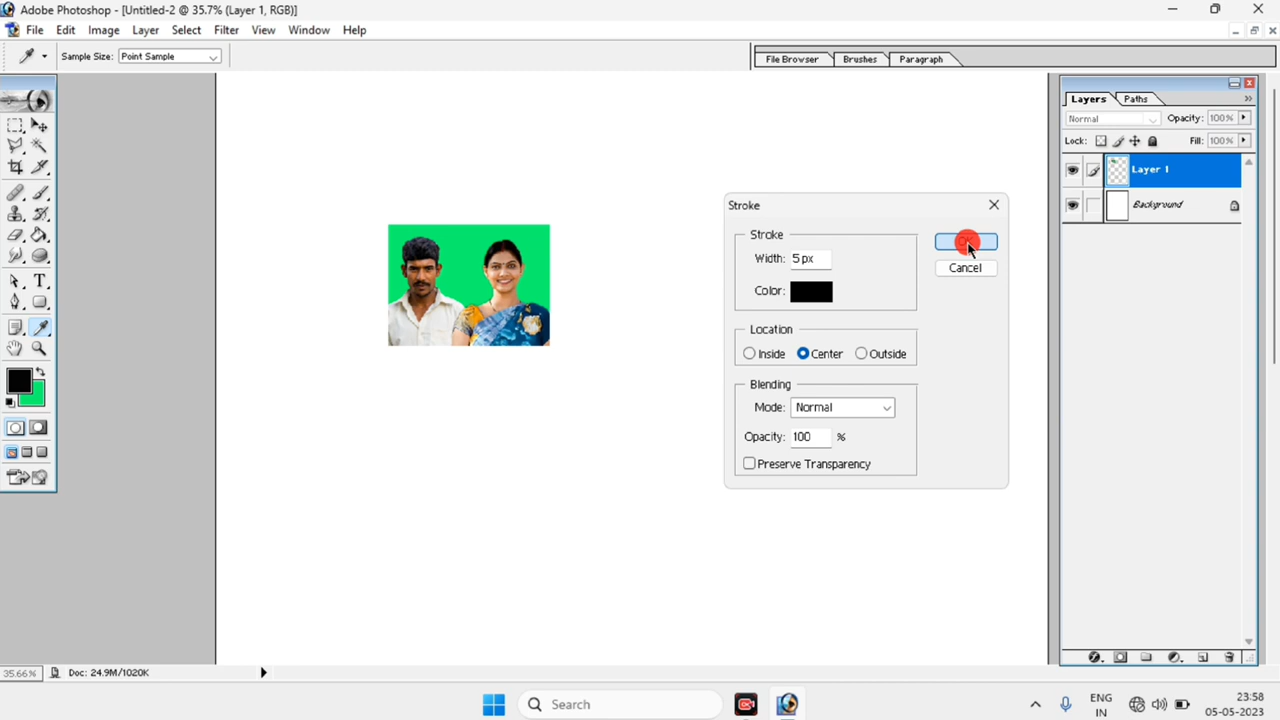 Adobe Photoshop - [Untitled-2 @ 35.7% (Layer 1, RGB)]
File Edit Image Layer Select Filter View Window Help
Sample Size: Point Sample
File Browser Brushes Paragraph
Layers Paths
Normal Opacity: 100%
Lock: Fill: 100%
Layer 1
Background
Stroke
Stroke
Width: 5 px
Color:
Cancel
Location
Inside Center Outside
Blending
Mode: Normal
Opacity: 100 %
Preserve Transparency
35.66% Doc: 24.9M/1020K
Search
ENG
IN
23:58
05-05-2023